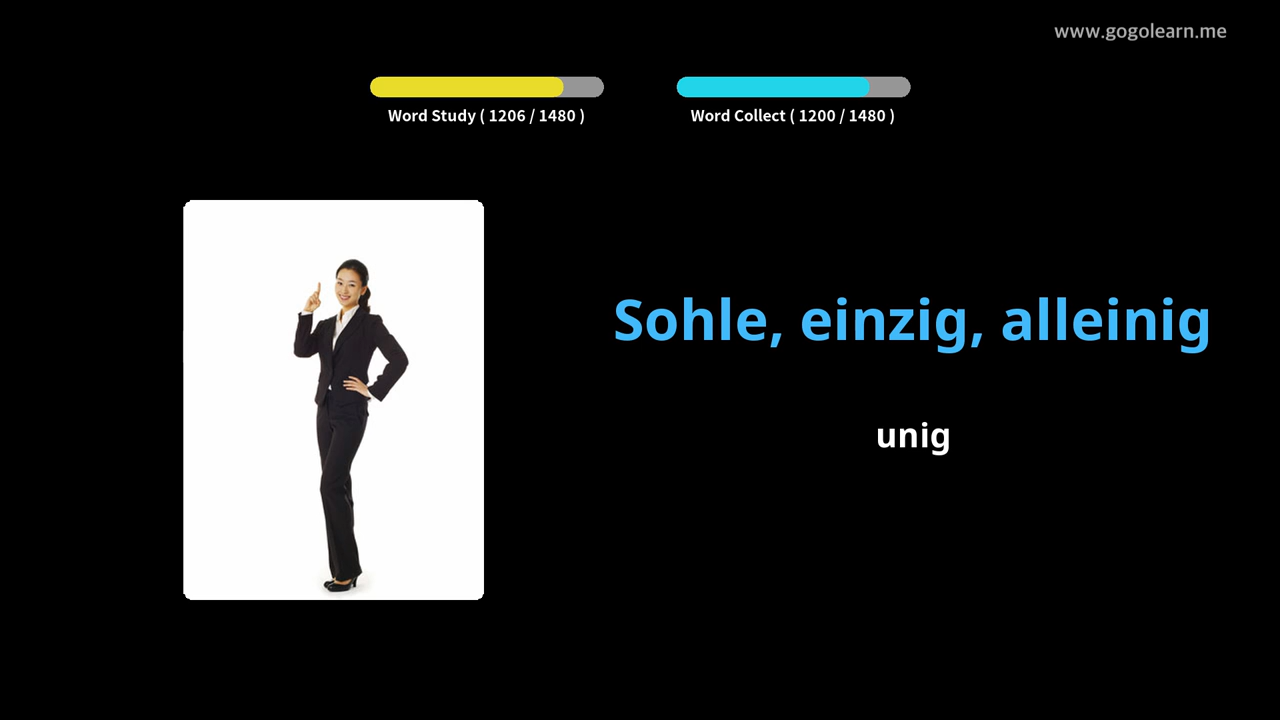 www.gogolearn.me
Word Study ( 1206 / 1480 )
Word Collect ( 1200 / 1480 )
Sohle, einzig, alleinig
unig